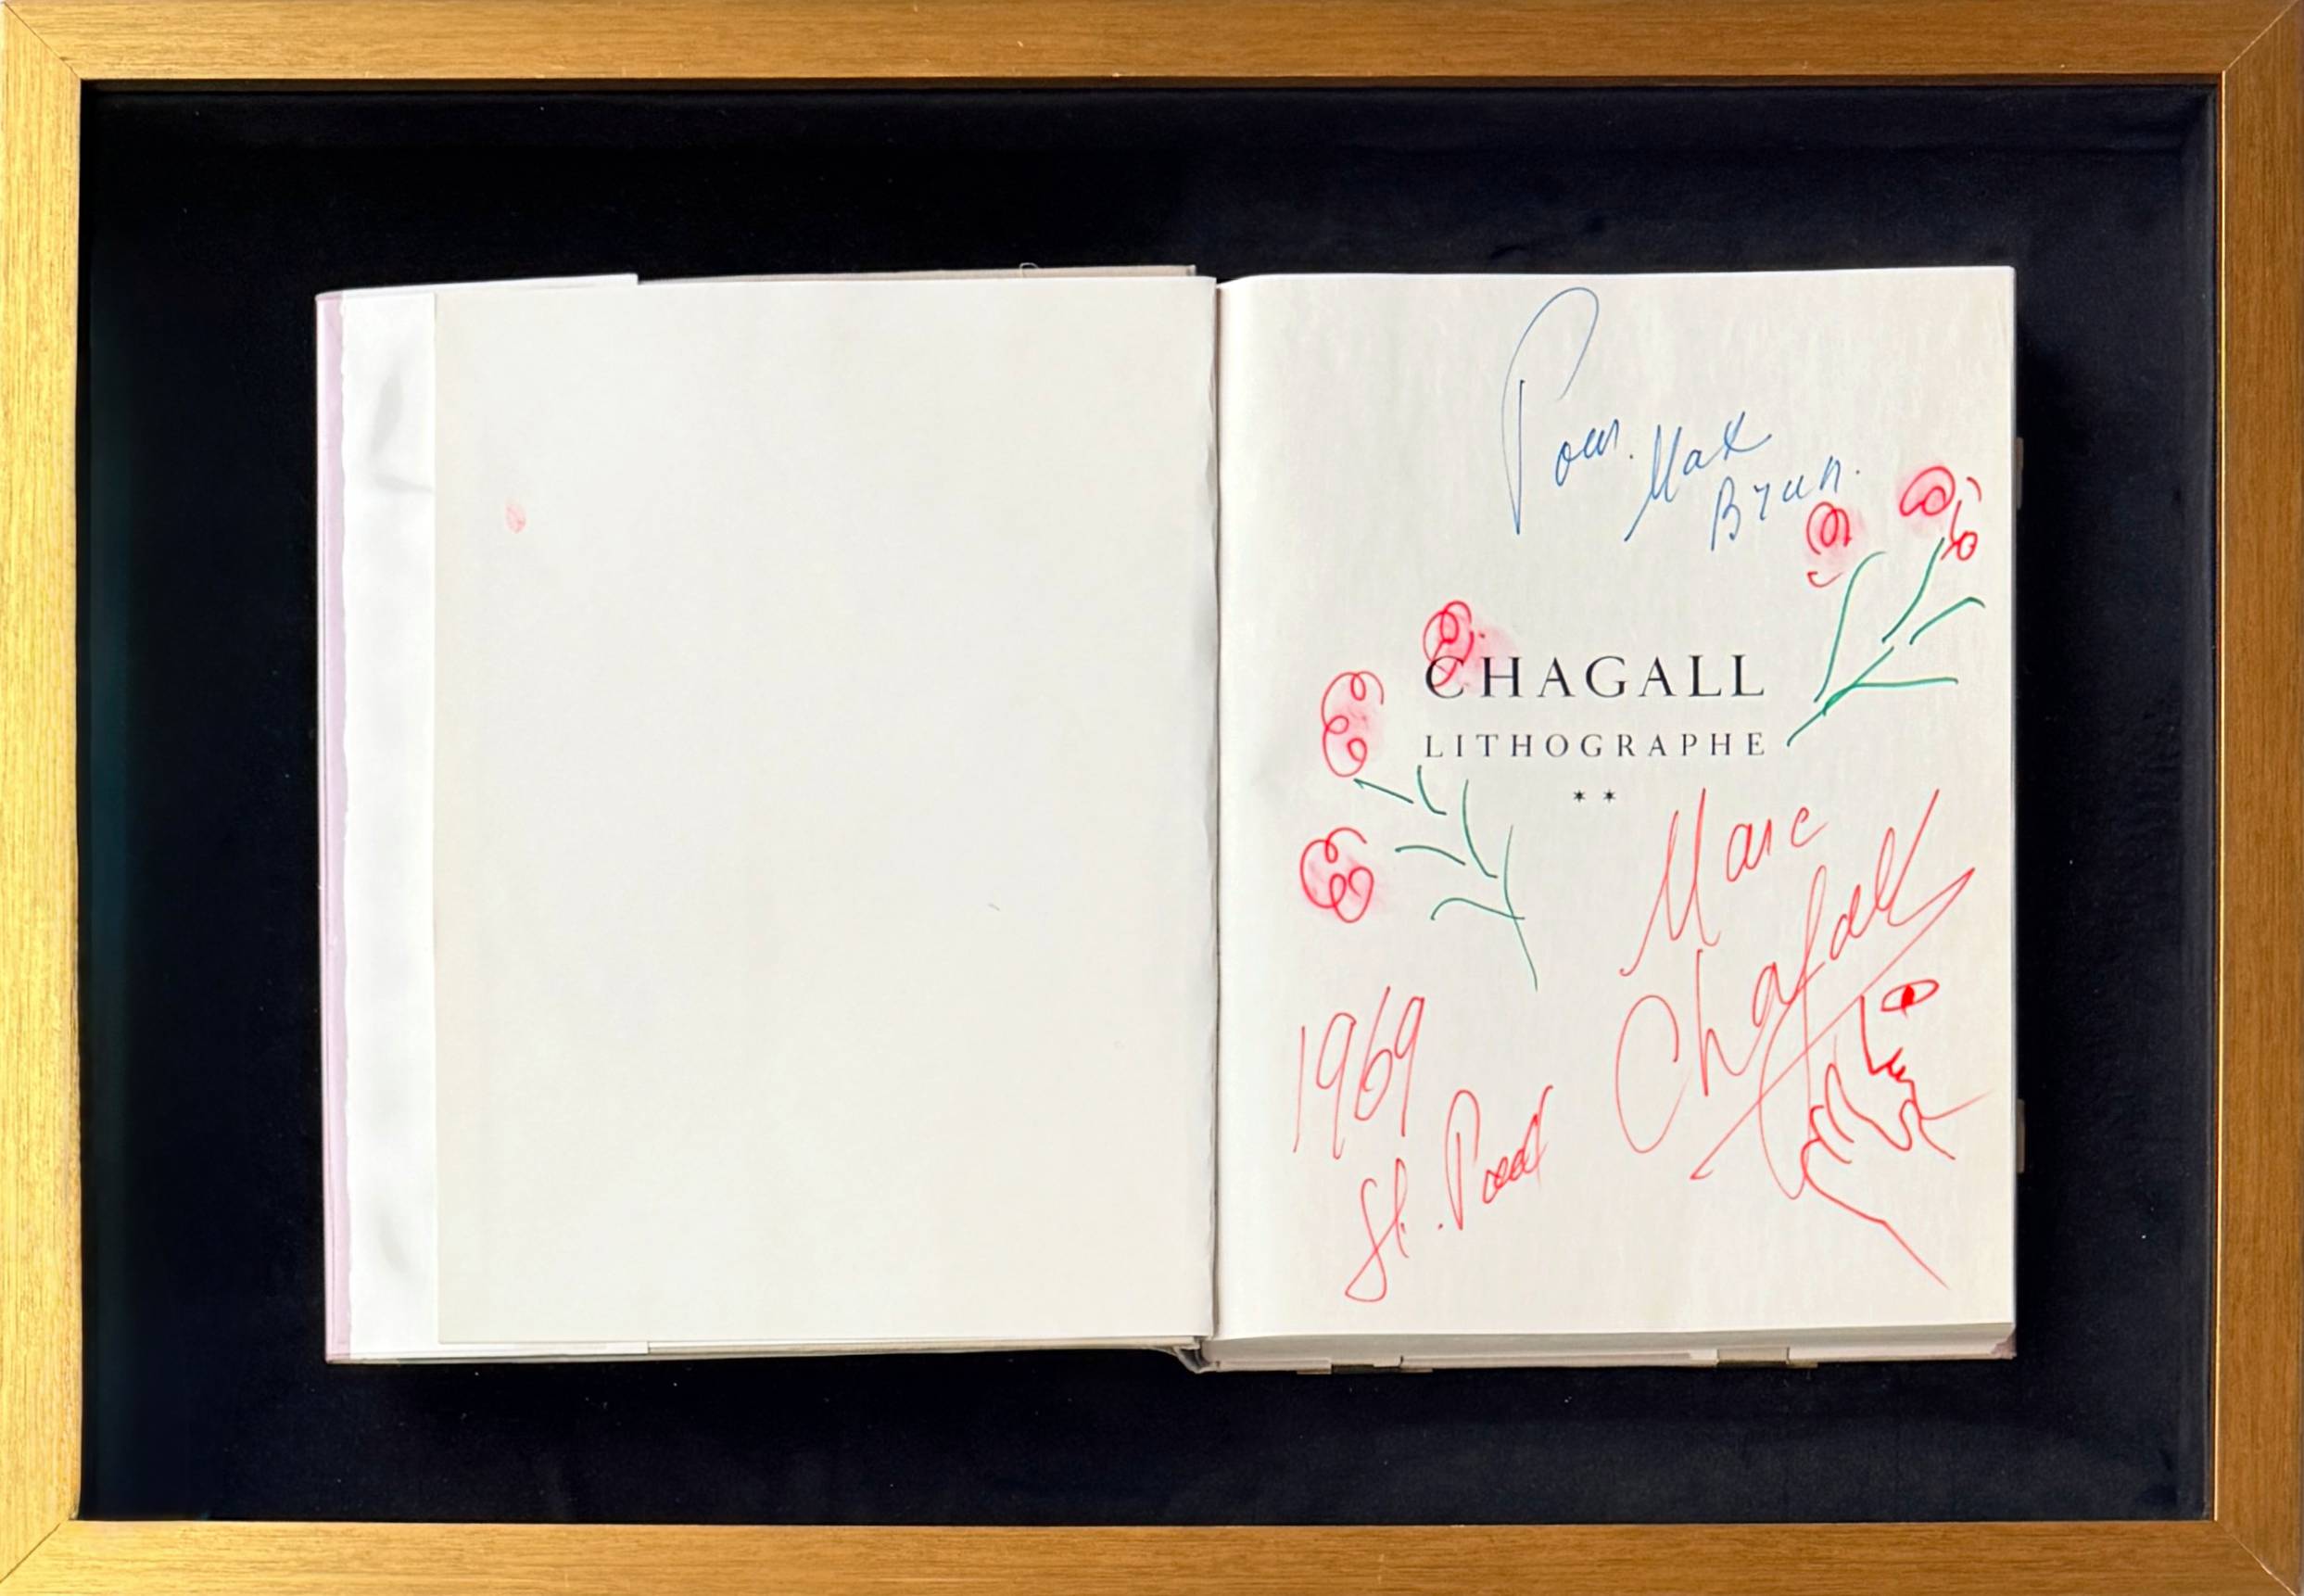 Pour. Max
Brun.
CHAGALL
LITHOGRAPHE
* *
Marc
Chagall
1969
St. Paul